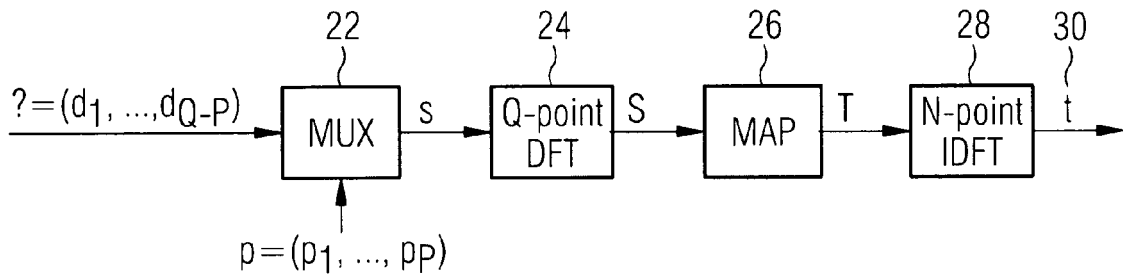 22
24
26
28
30
?=(d1, ...,dQ-P)
MUX
s
Q-point
DFT
S
MAP
T
N-point
IDFT
t
p=(p1, ..., pP)